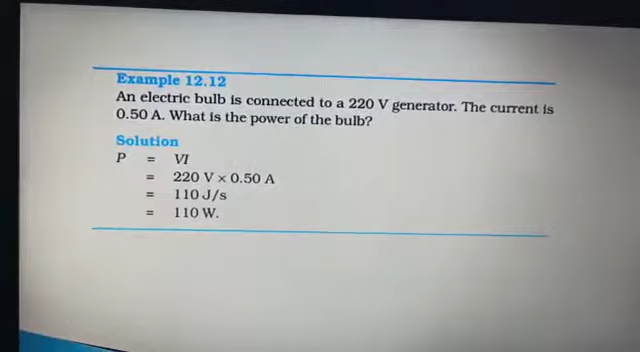 Example 12.12
An electric bulb is connected to a 220 V generator. The current is
0.50 A. What is the power of the bulb?
Solution
P = VI
= 220 V × 0.50 A
= 110 J/s
= 110 W.